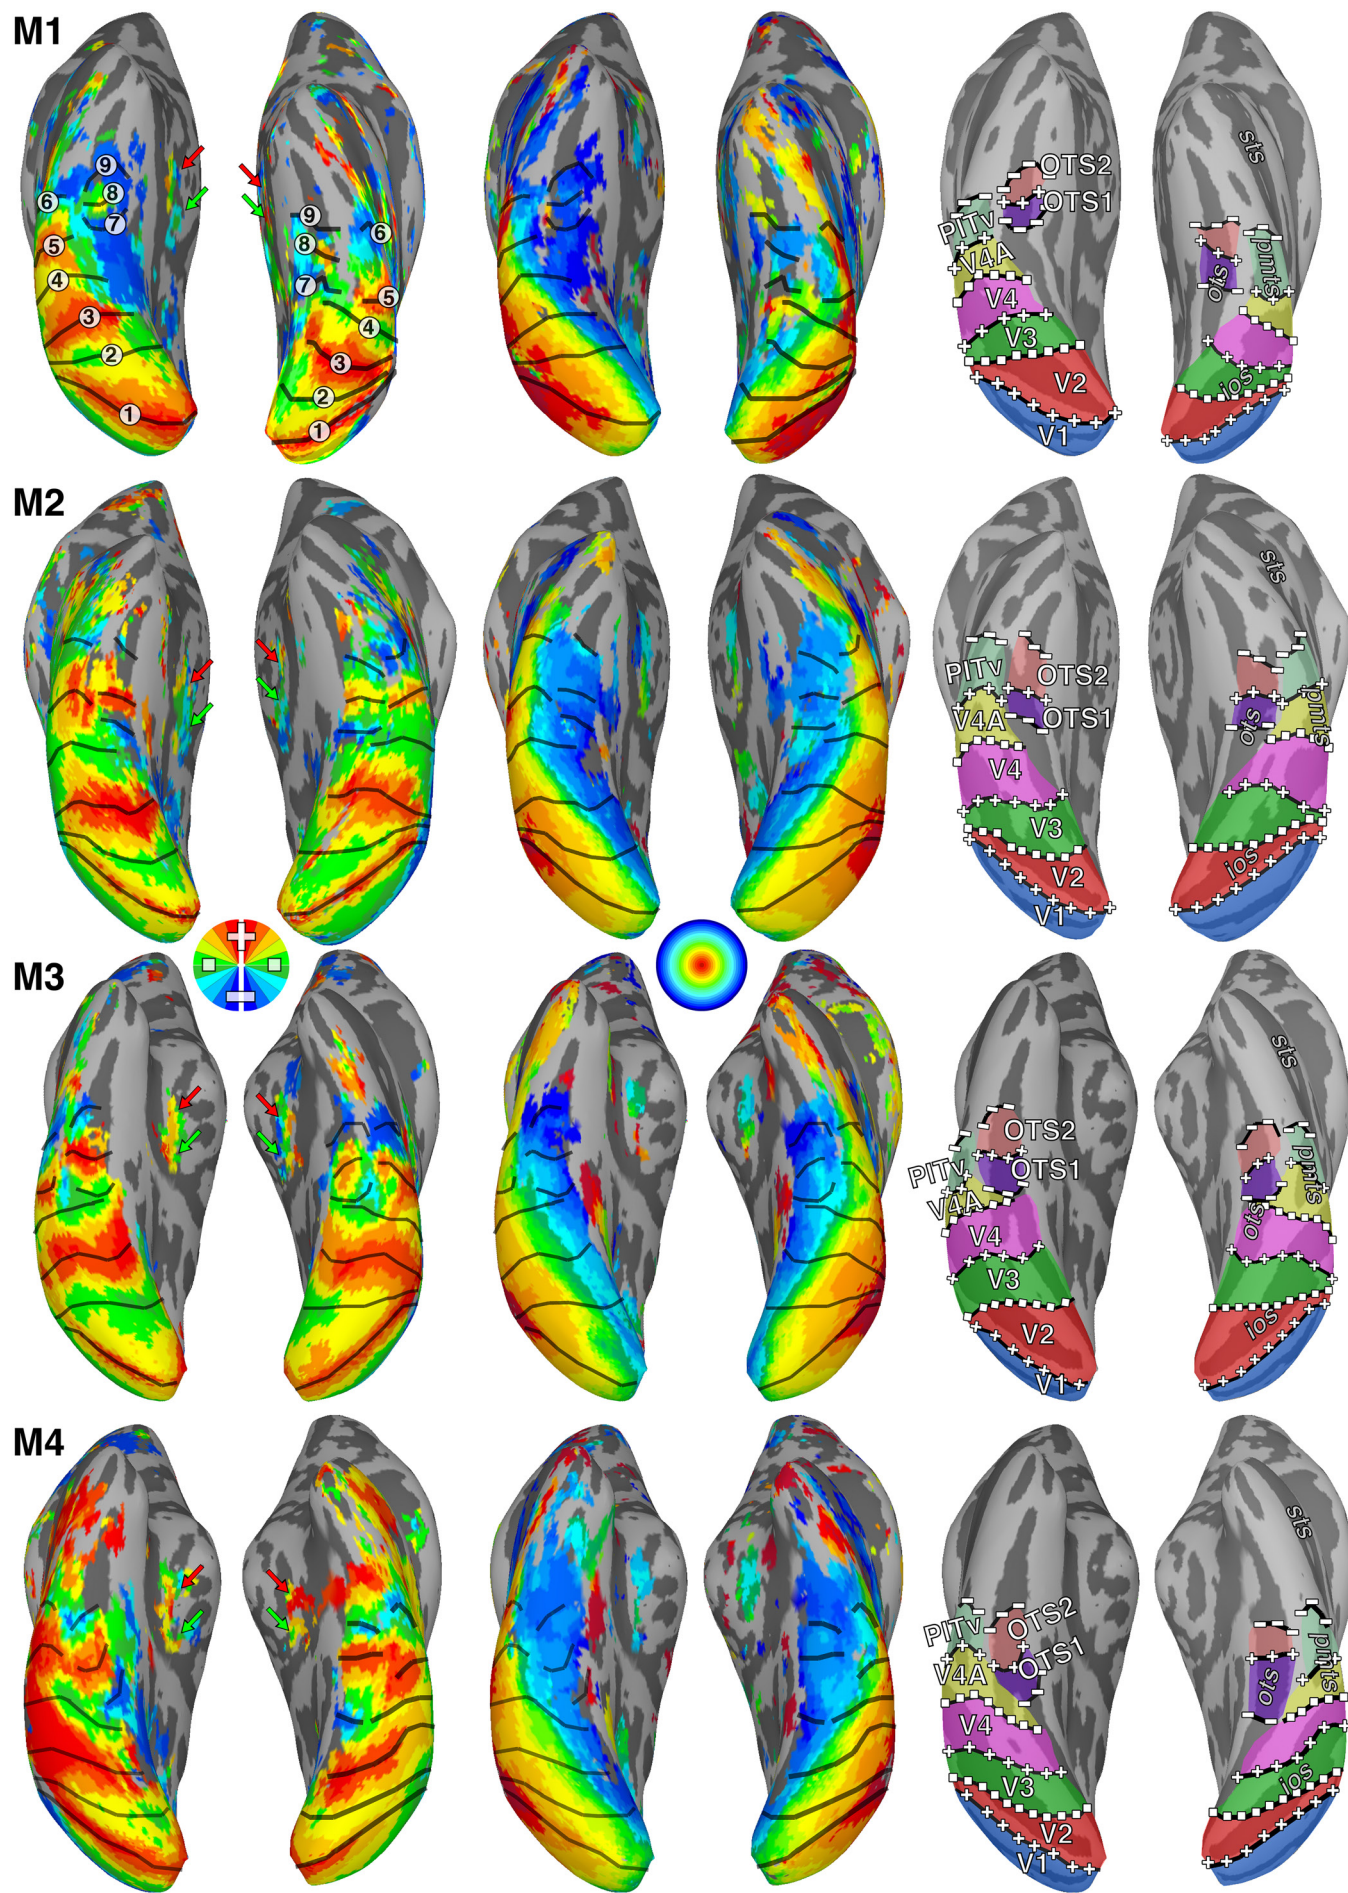 M1
9
8
7
6
5
4
3
2
1
9
8
7
6
5
4
3
2
1
OTS2
OTS1
PITv
V4A
V4
V3
V2
V1
sts
ots
pmts
ios
M2
PITv
OTS2
V4A
OTS1
V4
V3
V2
V1
sts
ots
pmts
ios
M3
OTS2
PITv
OTS1
V4A
V4
V3
V2
V1
sts
pmts
ots
ios
M4
PITv
OTS2
V4A
OTS1
V4
V3
V2
V1
sts
pmts
ots
ios